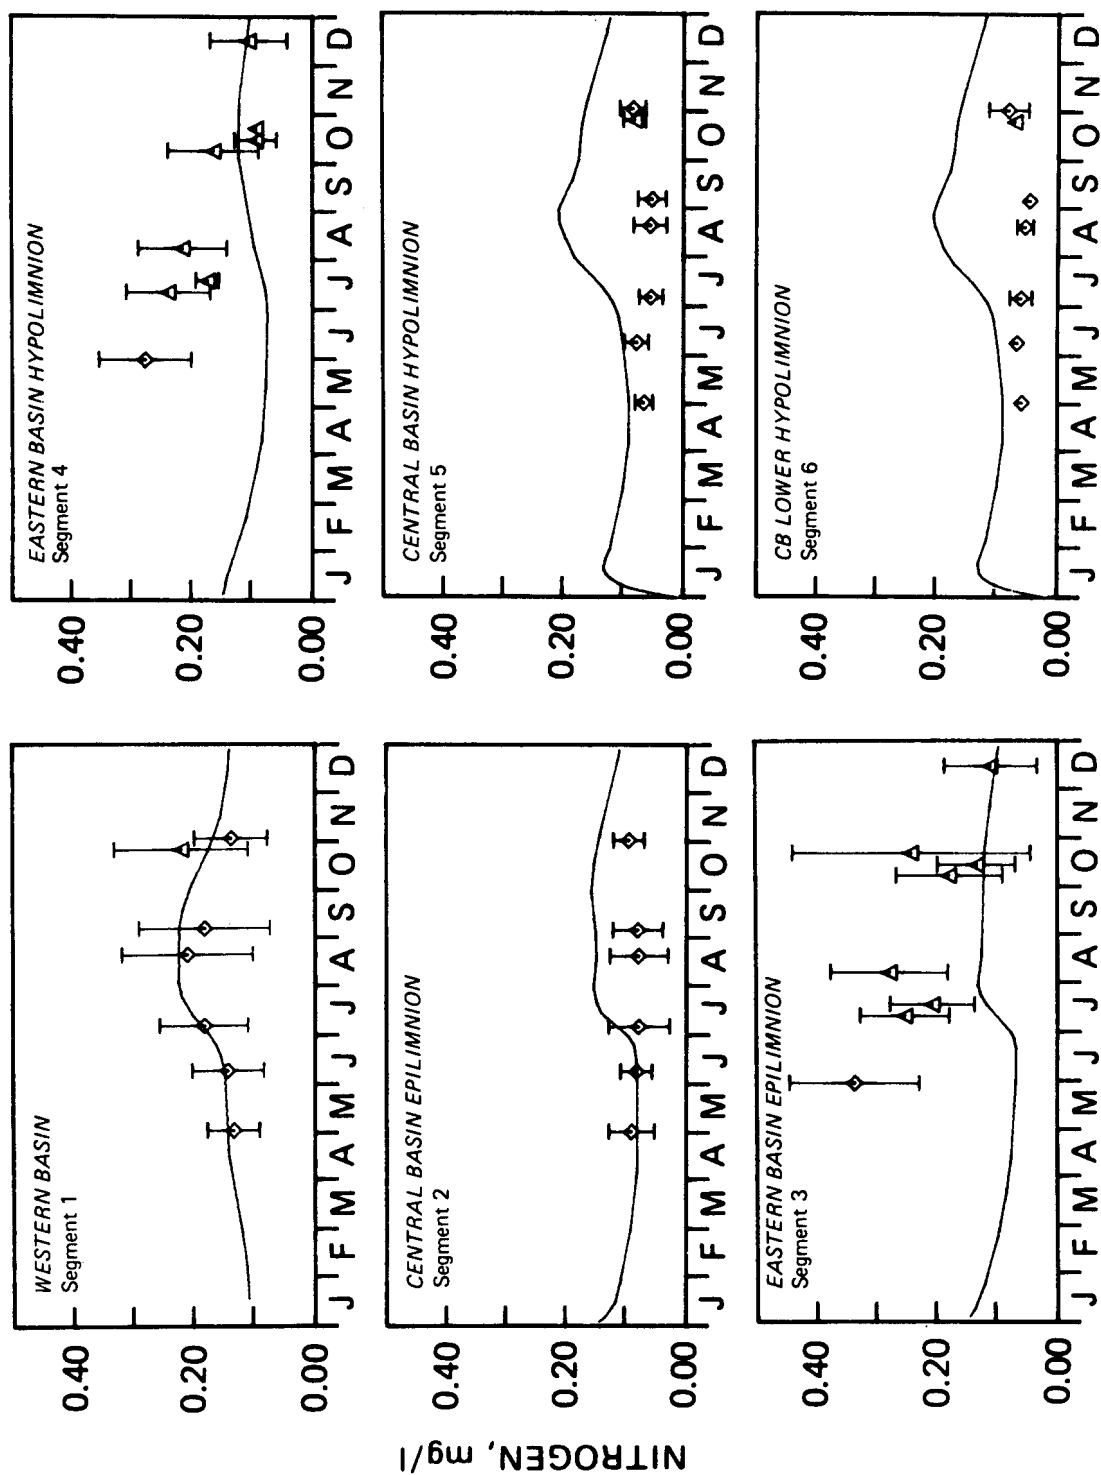 NITROGEN, mg/l
WESTERN BASIN
Segment 1
0.40
0.20
0.00
J F M A M J J A S O N D
EASTERN BASIN HYPOLIMNION
Segment 4
0.40
0.20
0.00
J F M A M J J A S O N D
CENTRAL BASIN EPILIMNION
Segment 2
0.40
0.20
0.00
J F M A M J J A S O N D
CENTRAL BASIN HYPOLIMNION
Segment 5
0.40
0.20
0.00
J F M A M J J A S O N D
EASTERN BASIN EPILIMNION
Segment 3
0.40
0.20
0.00
J F M A M J J A S O N D
CB LOWER HYPOLIMNION
Segment 6
0.40
0.20
0.00
J F M A M J J A S O N D